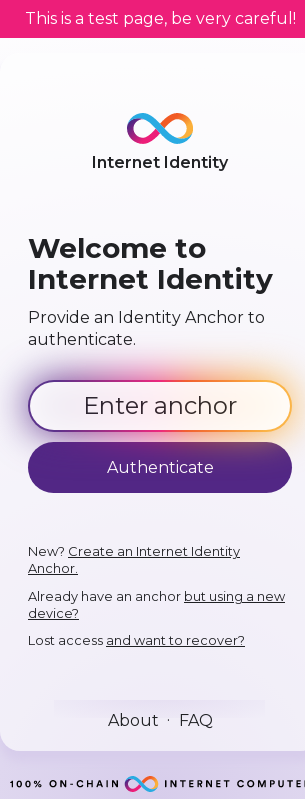 This is a test page, be very careful!
Internet Identity
Welcome to
Internet Identity
Provide an Identity Anchor to
authenticate.
Enter anchor
Authenticate
New? Create an Internet Identity
Anchor.
Already have an anchor but using a new
device?
Lost access and want to recover?
About · FAQ
100% ON-CHAIN INTERNET COMPUTE